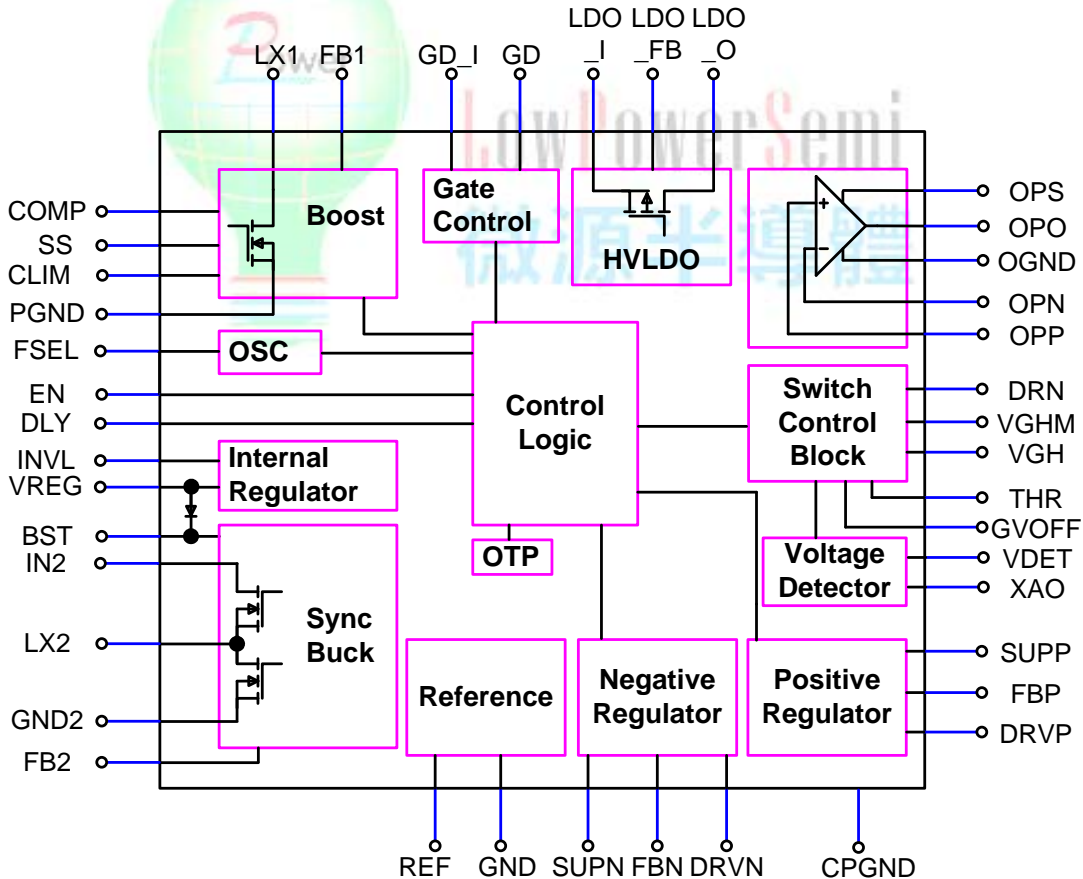 Power
LowPowerSemi
微源半導體
LX1 FB1 GD_I GD
LDO LDO LDO
_I _FB _O
COMP
SS
CLIM
PGND
FSEL
EN
DLY
INVL
VREG
BST
IN2
LX2
GND2
FB2
Boost
Gate
Control
HVLDO
+
-
OSC
Control
Logic
Switch
Control
Block
Internal
Regulator
OTP
Voltage
Detector
Sync
Buck
Reference
Negative
Regulator
Positive
Regulator
OPS
OPO
OGND
OPN
OPP
DRN
VGHM
VGH
THR
GVOFF
VDET
XAO
SUPP
FBP
DRVP
REF GND SUPN FBN DRVN CPGND